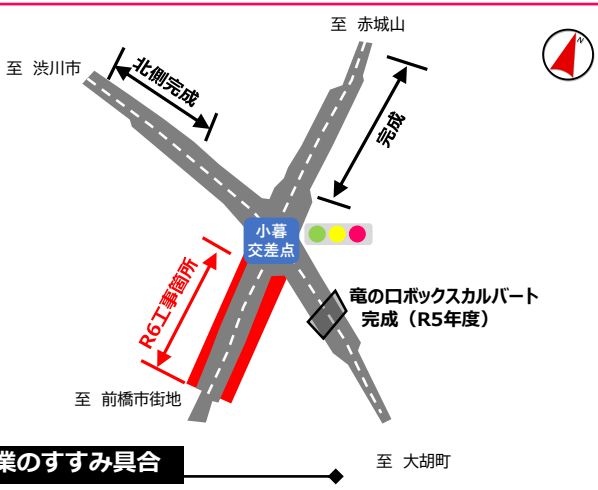 至 赤城山
N
至 渋川市
北側完成
完成
小暮
交差点
竜のロボックスカルバート
完成（R5年度）
R6工事箇所
至 前橋市街地
業のすすみ具合
至 大胡町